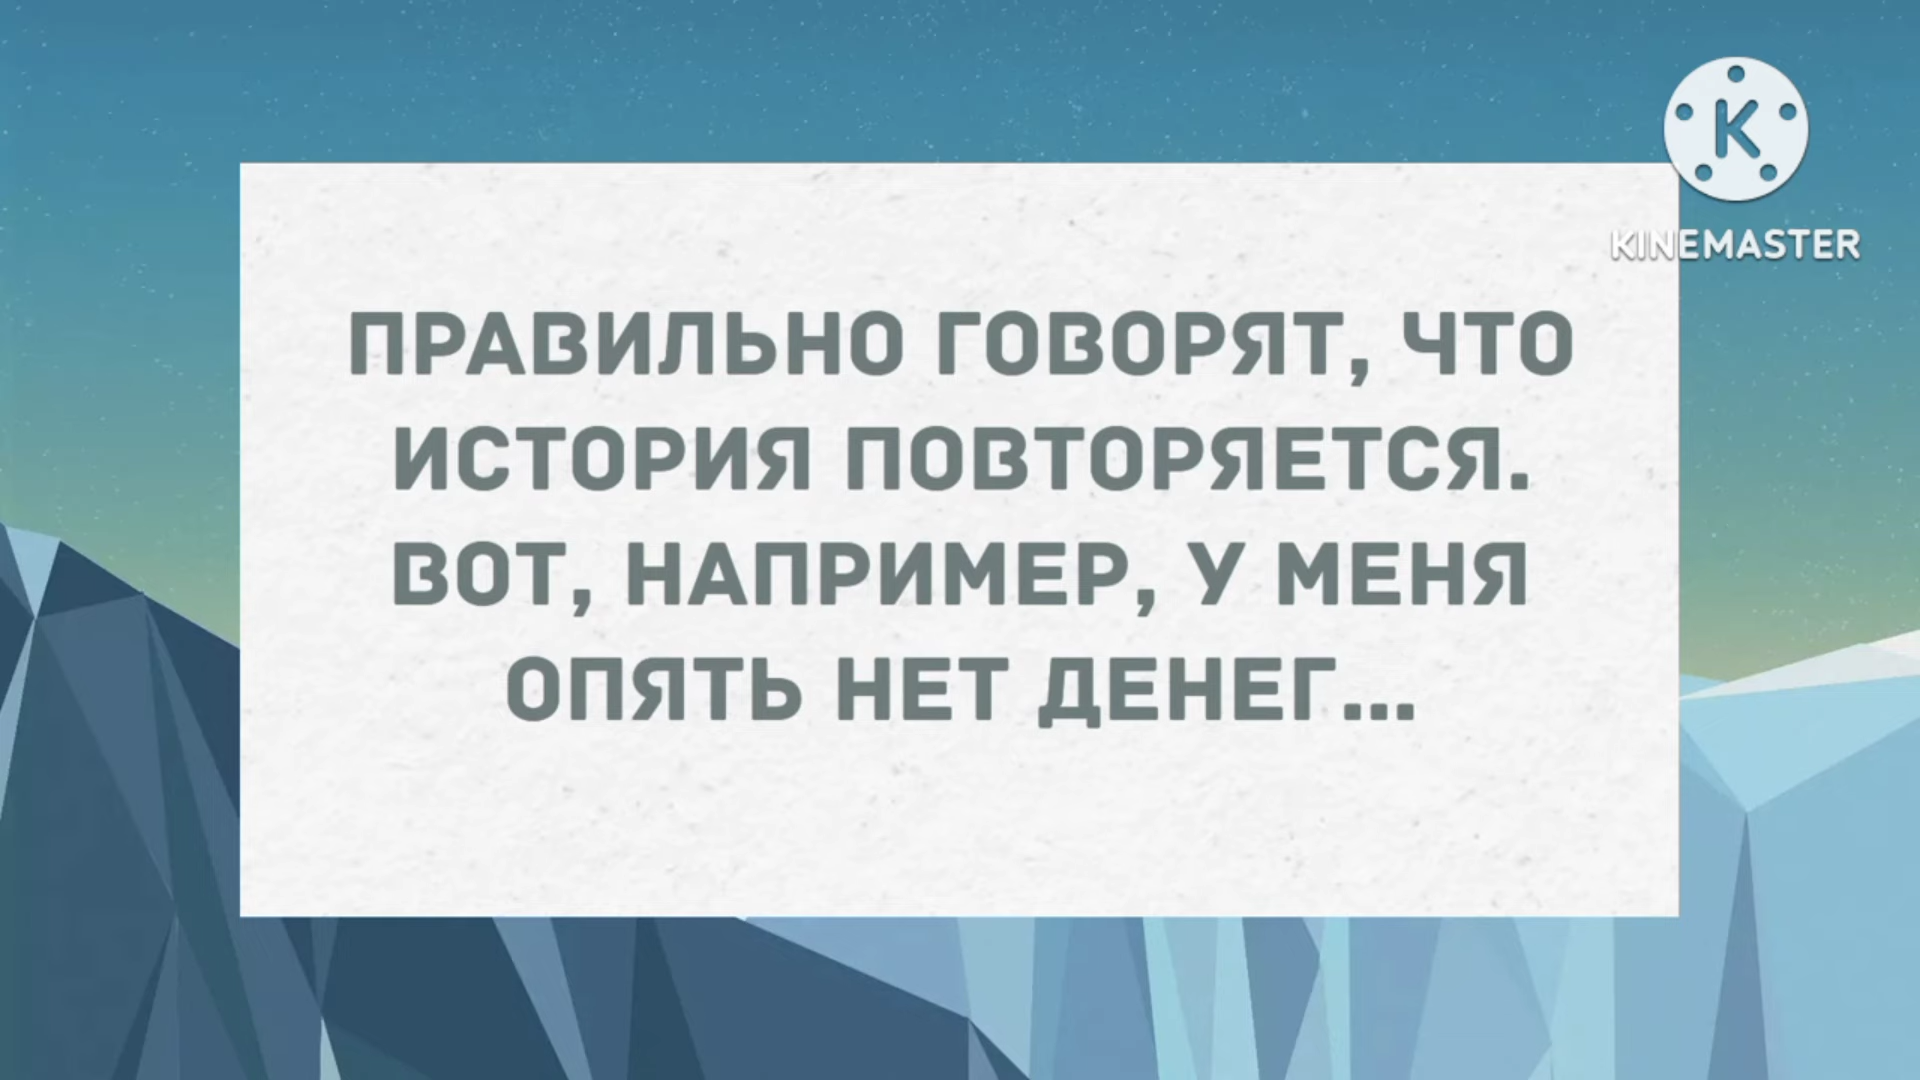 KINEMASTER
ПРАВИЛЬНО ГОВОРЯТ, ЧТО
ИСТОРИЯ ПОВТОРЯЕТСЯ.
ВОТ, НАПРИМЕР, У МЕНЯ
ОПЯТЬ НЕТ ДЕНЕГ...